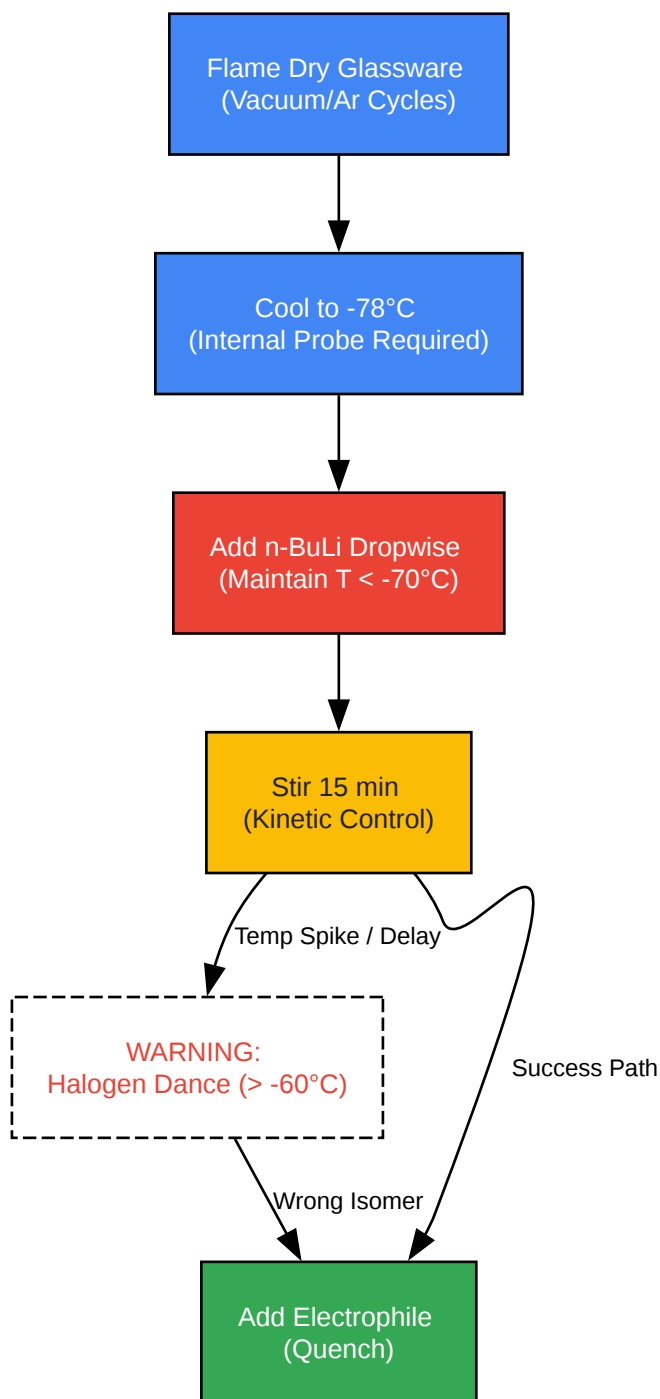 Flame Dry Glassware
(Vacuum/Ar Cycles)
Cool to -78°C
(Internal Probe Required)
Add n-BuLi Dropwise
(Maintain T < -70°C)
Stir 15 min
(Kinetic Control)
Temp Spike / Delay
WARNING:
Halogen Dance (> -60°C)
Success Path
Wrong Isomer
Add Electrophile
(Quench)